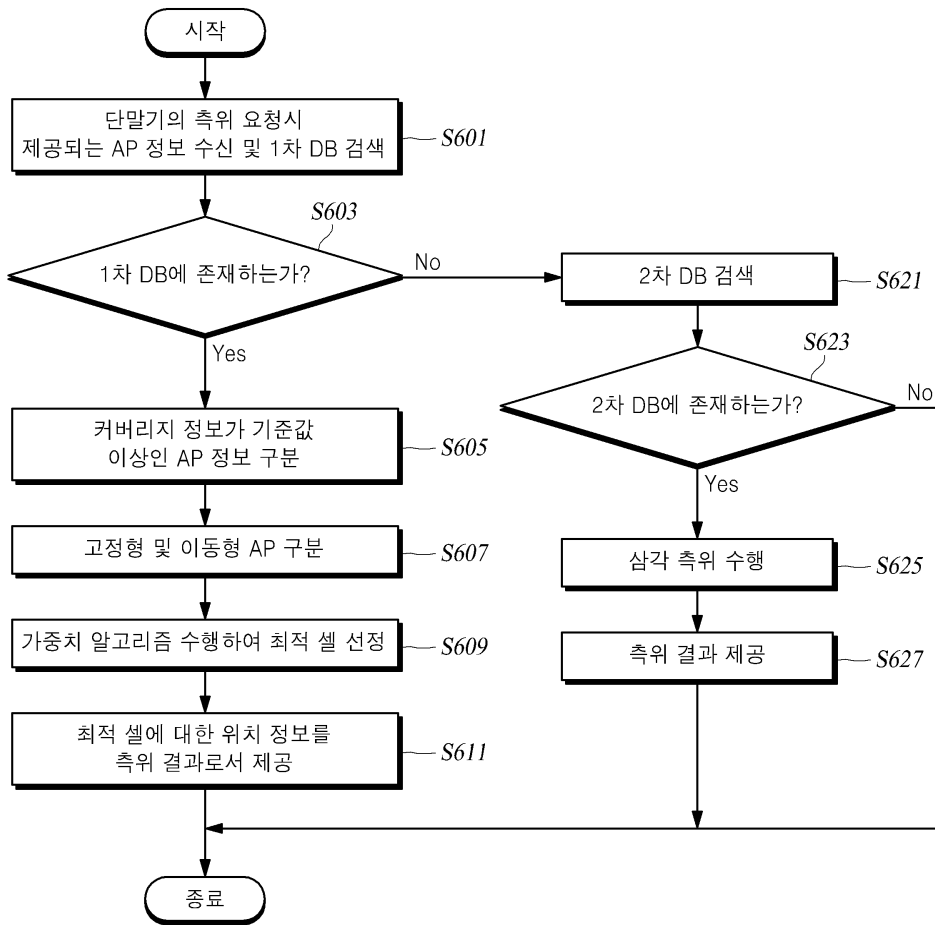 시작
단말기의 측위 요청시
제공되는 AP 정보 수신 및 1차 DB 검색
S601
S603
1차 DB에 존재하는가?
No
Yes
커버리지 정보가 기준값
이상인 AP 정보 구분
S605
고정형 및 이동형 AP 구분
S607
가중치 알고리즘 수행하여 최적 셀 선정
S609
최적 셀에 대한 위치 정보를
측위 결과로서 제공
S611
2차 DB 검색
S621
S623
2차 DB에 존재하는가?
No
Yes
삼각 측위 수행
S625
측위 결과 제공
S627
종료